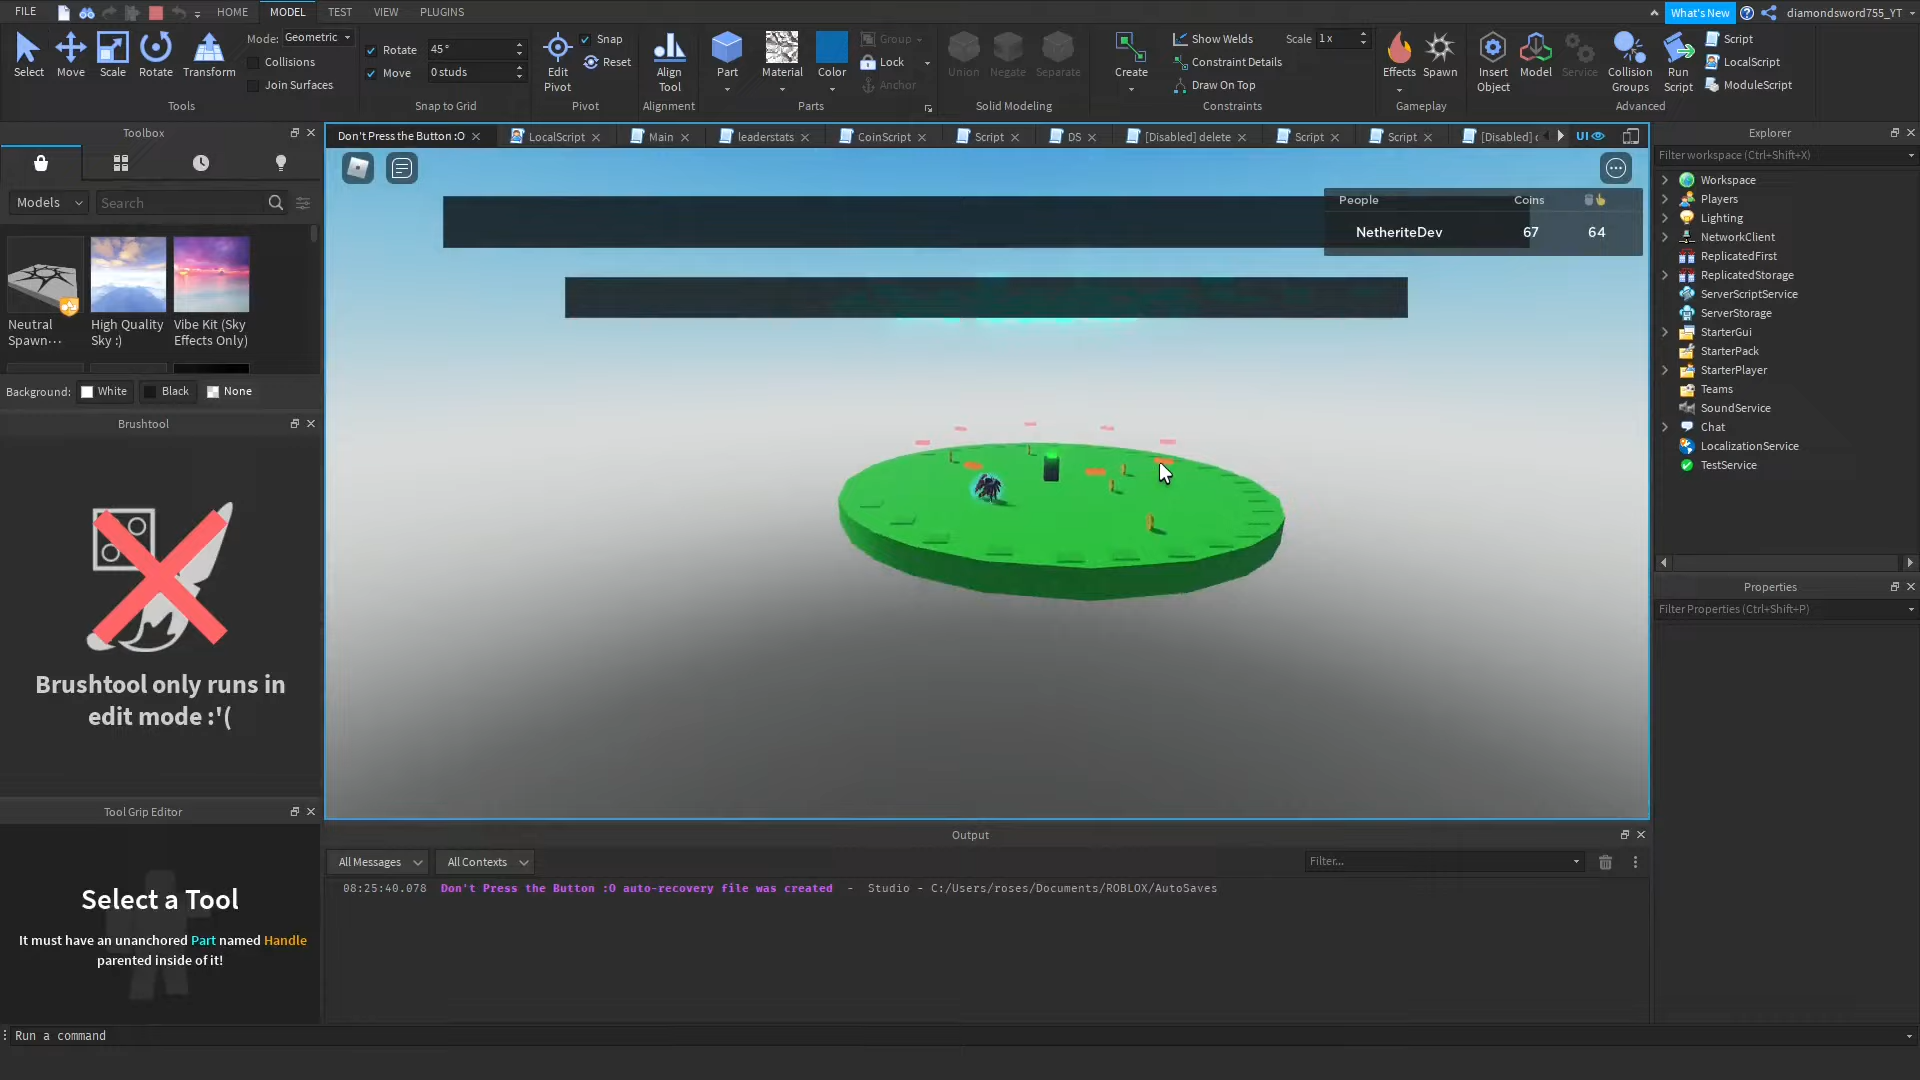 FILE HOME MODEL TEST VIEW PLUGINS What's New diamondsword755_YT
Select Move Scale Rotate Transform
Mode: Geometric
Collisions
Join Surfaces
Tools
Rotate 45°
Move 0 studs
Snap to Grid
Edit Pivot
Snap
Reset
Pivot
Align Tool
Alignment
Part Material Color
Group
Lock
Anchor
Parts
Union Negate Separate
Solid Modeling
Create
Show Welds Scale 1x
Constraint Details
Draw On Top
Constraints
Effects Spawn
Gameplay
Insert Object Model Service Collision Groups Run Script
Script
LocalScript
ModuleScript
Advanced
Toolbox
Models Search
Neutral Spawn...
High Quality Sky :)
Vibe Kit (Sky Effects Only)
Background: White Black None
Brushtool
Brushtool only runs in
edit mode :'(
Tool Grip Editor
Select a Tool
It must have an unanchored Part named Handle
parented inside of it!
Don't Press the Button :O LocalScript Main leaderstats CoinScript Script DS [Disabled] delete Script Script [Disabled] UI
People Coins
NetheriteDev 67 64
Output
All Messages All Contexts Filter...
08:25:40.078 Don't Press the Button :O auto-recovery file was created - Studio - C:/Users/roses/Documents/ROBLOX/AutoSaves
Explorer
Filter workspace (Ctrl+Shift+X)
Workspace
Players
Lighting
NetworkClient
ReplicatedFirst
ReplicatedStorage
ServerScriptService
ServerStorage
StarterGui
StarterPack
StarterPlayer
Teams
SoundService
Chat
LocalizationService
TestService
Properties
Filter Properties (Ctrl+Shift+P)
Run a command